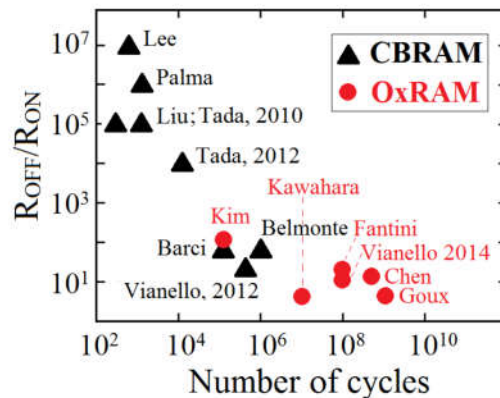 10^7
10^5
10^3
10^1
R_OFF/R_ON
Lee
Palma
Liu;Tada, 2010
Tada, 2012
Kawahara
Kim
Belmonte
Fantini
Barci
Vianello 2014
Vianello, 2012
Chen
Goux
CBRAM
OxRAM
10^2 10^4 10^6 10^8 10^10
Number of cycles